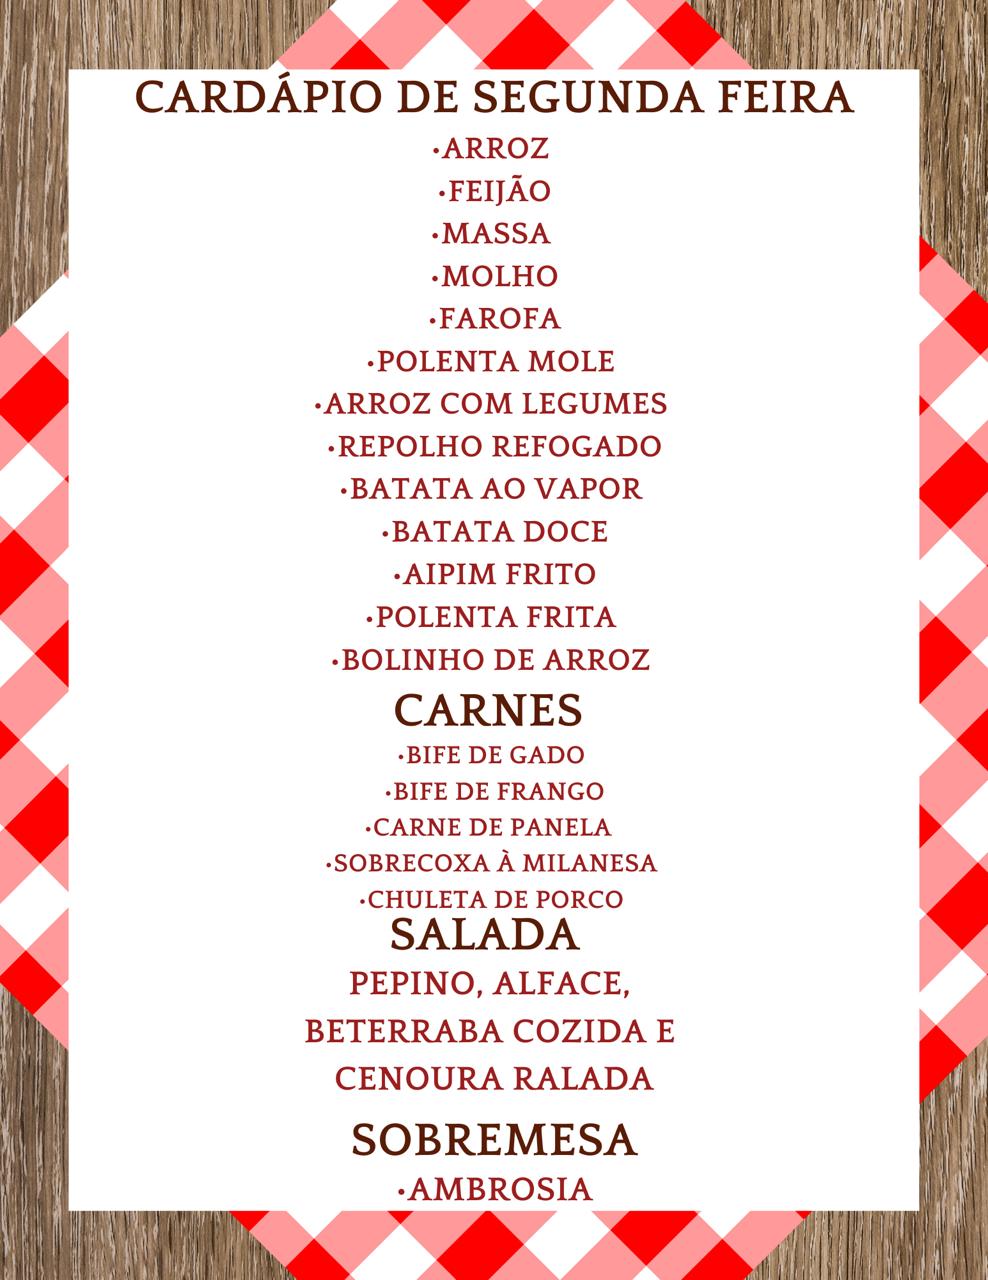 CARDÁPIO DE SEGUNDA FEIRA
•ARROZ
•FEIJÃO
•MASSA
•MOLHO
•FAROFA
•POLENTA MOLE
•ARROZ COM LEGUMES
•REPOLHO REFOGADO
•BATATA AO VAPOR
•BATATA DOCE
•AIPIM FRITO
•POLENTA FRITA
•BOLINHO DE ARROZ
CARNES
•BIFE DE GADO
•BIFE DE FRANGO
•CARNE DE PANELA
•SOBRECOXA À MILANESA
•CHULETA DE PORCO
SALADA
PEPINO, ALFACE,
BETERRABA COZIDA E
CENOURA RALADA
SOBREMESA
•AMBROSIA